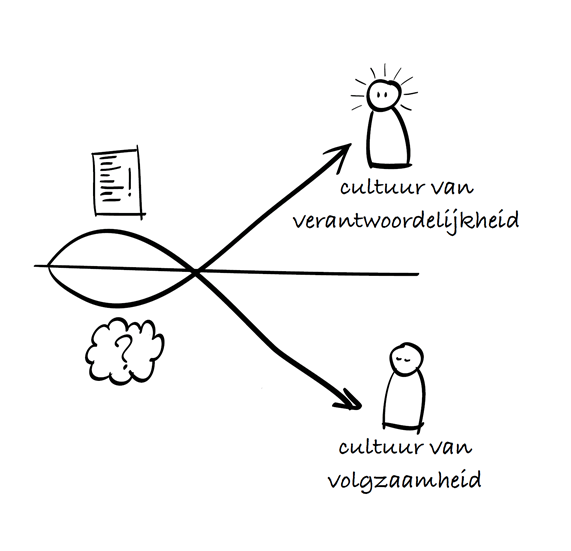 !
cultuur van
verantwoordelijkheid
?
cultuur van
volgzaamheid